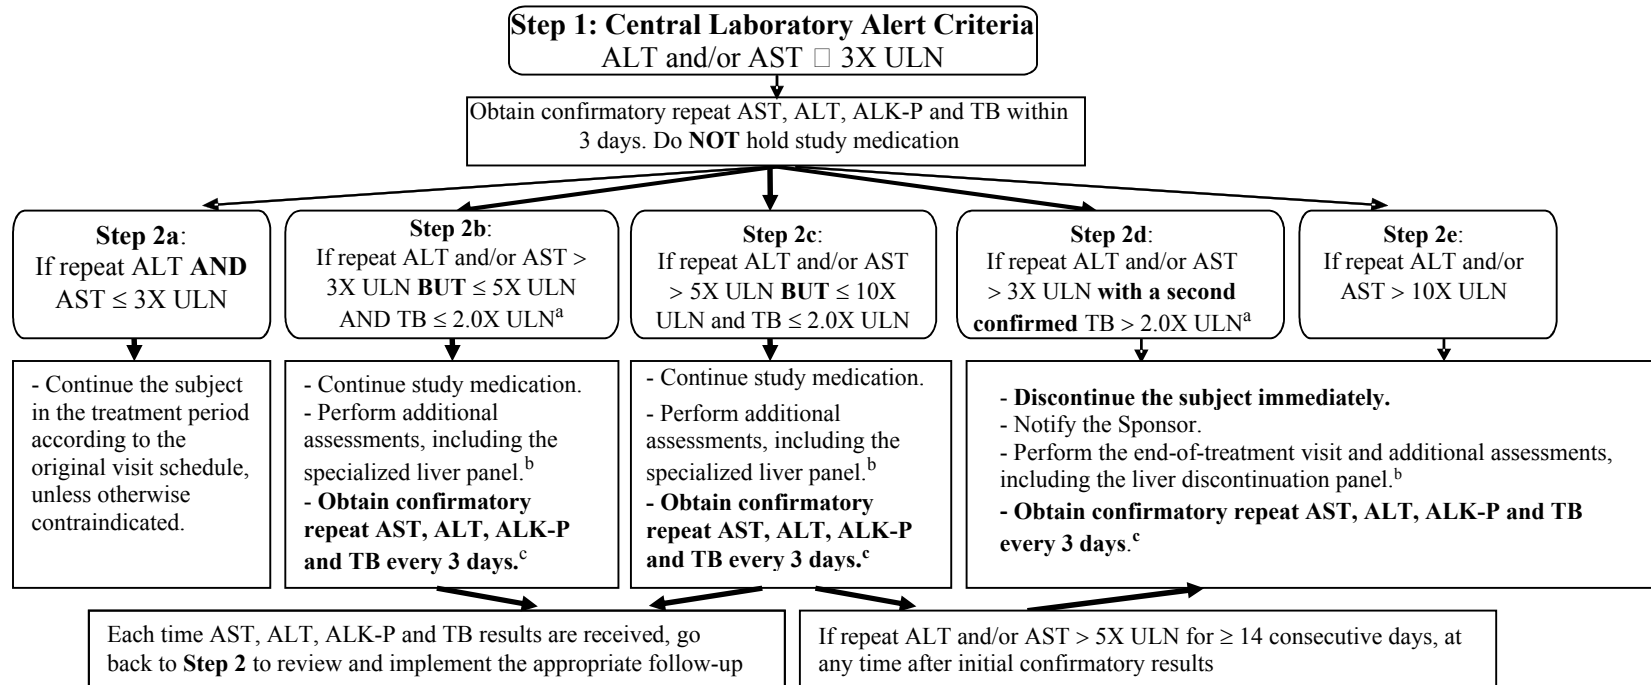 Step 1: Central Laboratory Alert Criteria
ALT and/or AST □ 3X ULN
Obtain confirmatory repeat AST, ALT, ALK-P and TB within
3 days. Do NOT hold study medication
Step 2a:
If repeat ALT AND
AST ≤ 3X ULN
Step 2b:
If repeat ALT and/or AST >
3X ULN BUT ≤ 5X ULN
AND TB ≤ 2.0X ULNa
Step 2c:
If repeat ALT and/or AST
> 5X ULN BUT ≤ 10X
ULN and TB ≤ 2.0X ULN
Step 2d:
If repeat ALT and/or AST
> 3X ULN with a second
confirmed TB > 2.0X ULNa
Step 2e:
If repeat ALT and/or
AST > 10X ULN
- Continue the subject
in the treatment period
according to the
original visit schedule,
unless otherwise
contraindicated.
- Continue study medication.
- Perform additional
assessments, including the
specialized liver panel.b
- Obtain confirmatory
repeat AST, ALT, ALK-P
and TB every 3 days.c
- Continue study medication.
- Perform additional
assessments, including the
specialized liver panel.b
- Obtain confirmatory
repeat AST, ALT, ALK-P
and TB every 3 days.c
- Discontinue the subject immediately.
- Notify the Sponsor.
- Perform the end-of-treatment visit and additional assessments,
including the liver discontinuation panel.b
- Obtain confirmatory repeat AST, ALT, ALK-P and TB
every 3 days.c
Each time AST, ALT, ALK-P and TB results are received, go
back to Step 2 to review and implement the appropriate follow-up
If repeat ALT and/or AST > 5X ULN for ≥ 14 consecutive days, at
any time after initial confirmatory results